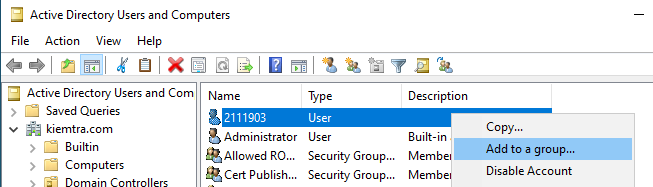 Active Directory Users and Computers
File Action View Help
Active Directory Users and Com
Saved Queries
kiemtra.com
Builtin
Computers
Domain Controllers
Name Type Description
2111903 User
Administrator User Built-in
Allowed RO... Security Group... Member
Cert Publish... Security Group... Member
Copy...
Add to a group...
Disable Account